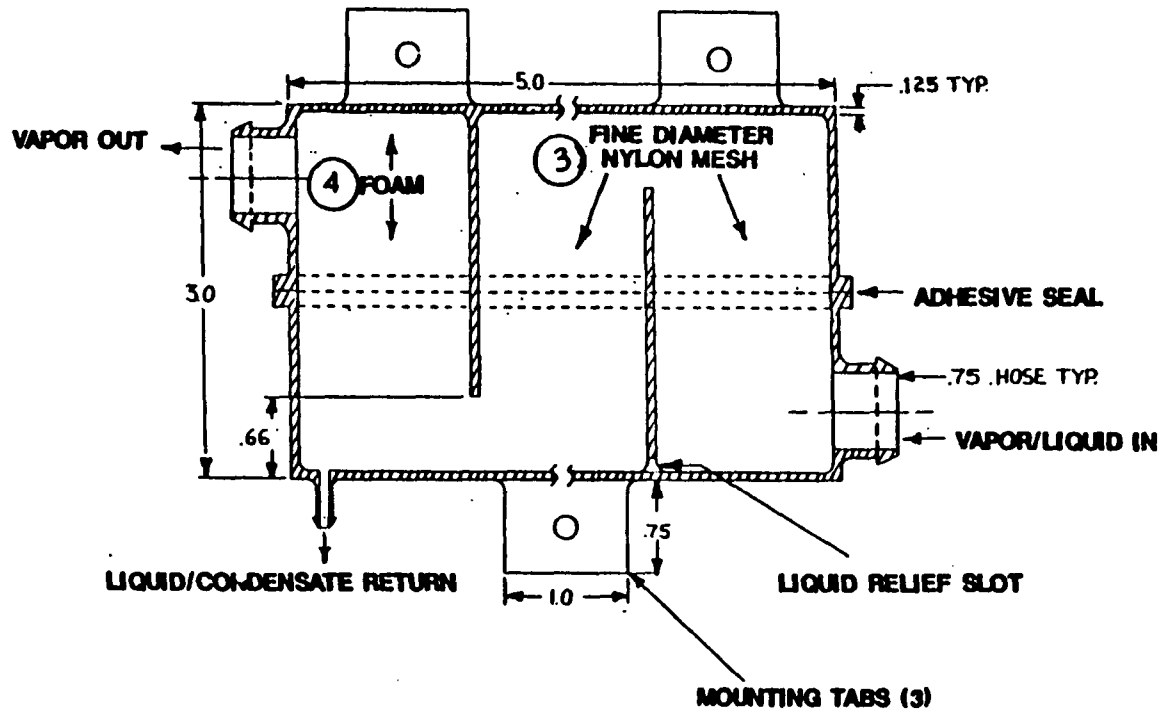 5.0
.125 TYP.
VAPOR OUT
FINE DIAMETER
NYLON MESH
3
4
FOAM
3.0
ADHESIVE SEAL
.75 .HOSE TYP.
.66
VAPOR/LIQUID IN
.75
LIQUID/CONDENSATE RETURN
LIQUID RELIEF SLOT
1.0
MOUNTING TABS (3)